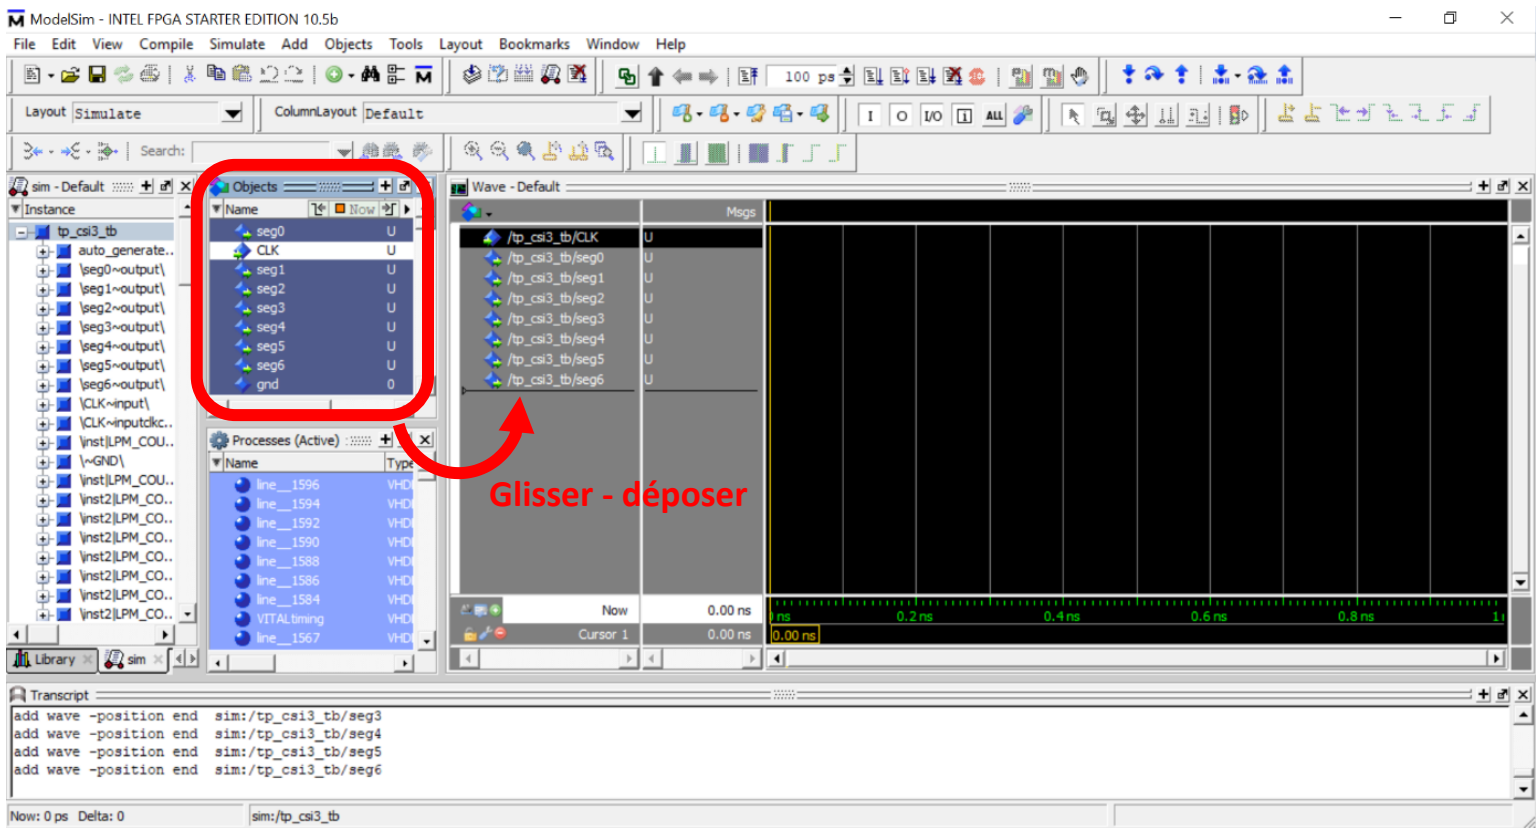 ModelSim - INTEL FPGA STARTER EDITION 10.5b
File Edit View Compile Simulate Add Objects Tools Layout Bookmarks Window Help
100 ps
Layout Simulate
ColumnLayout Default
I O I/O ALL
Search:
sim - Default
Instance
tp_csi3_tb
auto_generate..
\seg0~output\
\seg1~output\
\seg2~output\
\seg3~output\
\seg4~output\
\seg5~output\
\seg6~output\
\CLK~input\
\CLK~inputclkc..
\inst|LPM_COU..
\~GND\
\inst|LPM_COU..
\inst2|LPM_CO..
\inst2|LPM_CO..
\inst2|LPM_CO..
\inst2|LPM_CO..
\inst2|LPM_CO..
\inst2|LPM_CO..
\inst2|LPM_CO..
Library
sim
Objects
Name Now
seg0 U
CLK U
seg1 U
seg2 U
seg3 U
seg4 U
seg5 U
seg6 U
gnd 0
Processes (Active)
Name Type
line__1596 VHD
line__1594 VHD
line__1592 VHD
line__1590 VHD
line__1588 VHD
line__1586 VHD
line__1584 VHD
VITALtiming VHD
line__1567 VHD
Wave - Default
Msgs
/tp_csi3_tb/CLK U
/tp_csi3_tb/seg0 U
/tp_csi3_tb/seg1 U
/tp_csi3_tb/seg2 U
/tp_csi3_tb/seg3 U
/tp_csi3_tb/seg4 U
/tp_csi3_tb/seg5 U
/tp_csi3_tb/seg6 U
Glisser - déposer
Now 0.00 ns
ns 0.2 ns 0.4 ns 0.6 ns 0.8 ns
Cursor 1 0.00 ns
0.00 ns
Transcript
add wave -position end sim:/tp_csi3_tb/seg3
add wave -position end sim:/tp_csi3_tb/seg4
add wave -position end sim:/tp_csi3_tb/seg5
add wave -position end sim:/tp_csi3_tb/seg6
Now: 0 ps Delta: 0
sim:/tp_csi3_tb